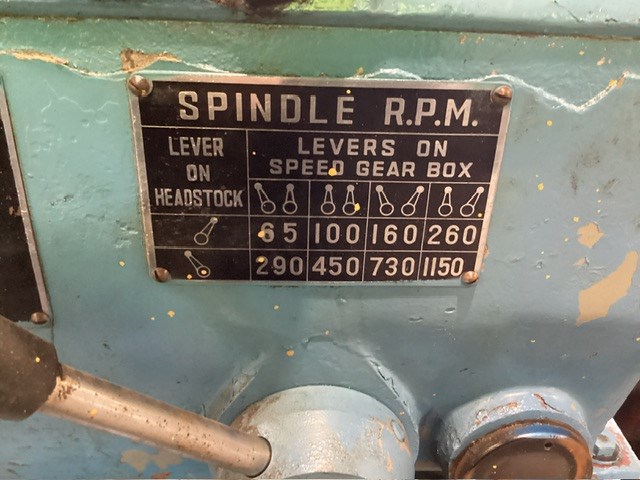 SPINDLE R.P.M.
LEVER ON HEADSTOCK
LEVERS ON
SPEED GEAR BOX
65 100 160 260
290 450 730 1150